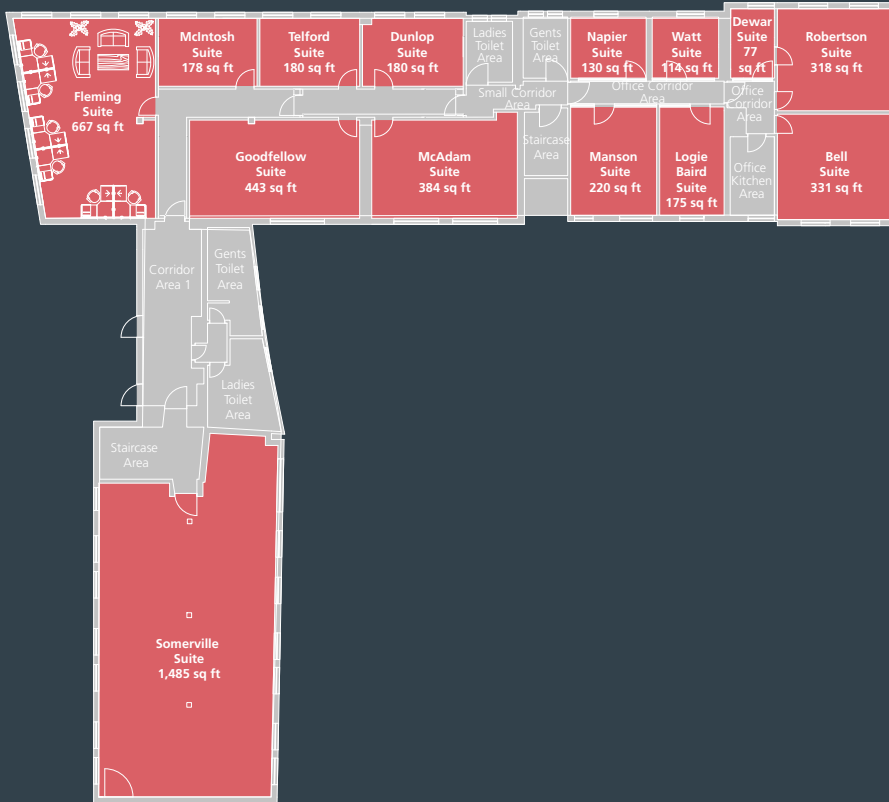 McIntosh
Suite
178 sq ft
Telford
Suite
180 sq ft
Dunlop
Suite
180 sq ft
Ladies
Toilet
Area
Gents
Toilet
Area
Napier
Suite
130 sq ft
Watt
Suite
114 sq ft
Dewar
Suite
77
sq ft
Robertson
Suite
318 sq ft
Fleming
Suite
667 sq ft
Small Corridor
Area
Office Corridor
Area
Office
Corridor
Area
Goodfellow
Suite
443 sq ft
McAdam
Suite
384 sq ft
Staircase
Area
Manson
Suite
220 sq ft
Logie
Baird
Suite
175 sq ft
Office
Kitchen
Area
Bell
Suite
331 sq ft
Corridor
Area 1
Gents
Toilet
Area
Ladies
Toilet
Area
Staircase
Area
Somerville
Suite
1,485 sq ft